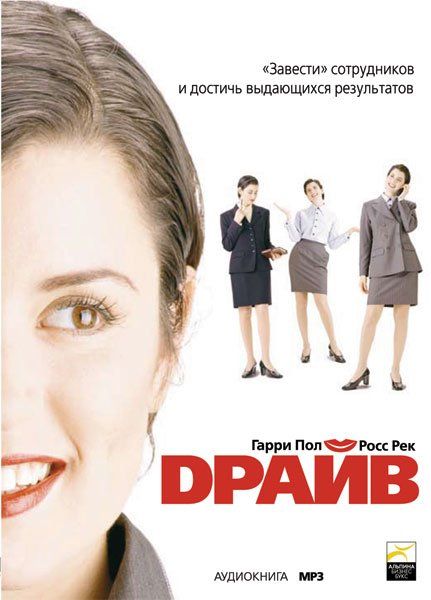 «Завести» сотрудников
и достичь выдающихся результатов
Гарри Пол Росс Рек
DРАЙВ
АУДИОКНИГА MP3
АЛЬПИНА
БИЗНЕС
БУКС